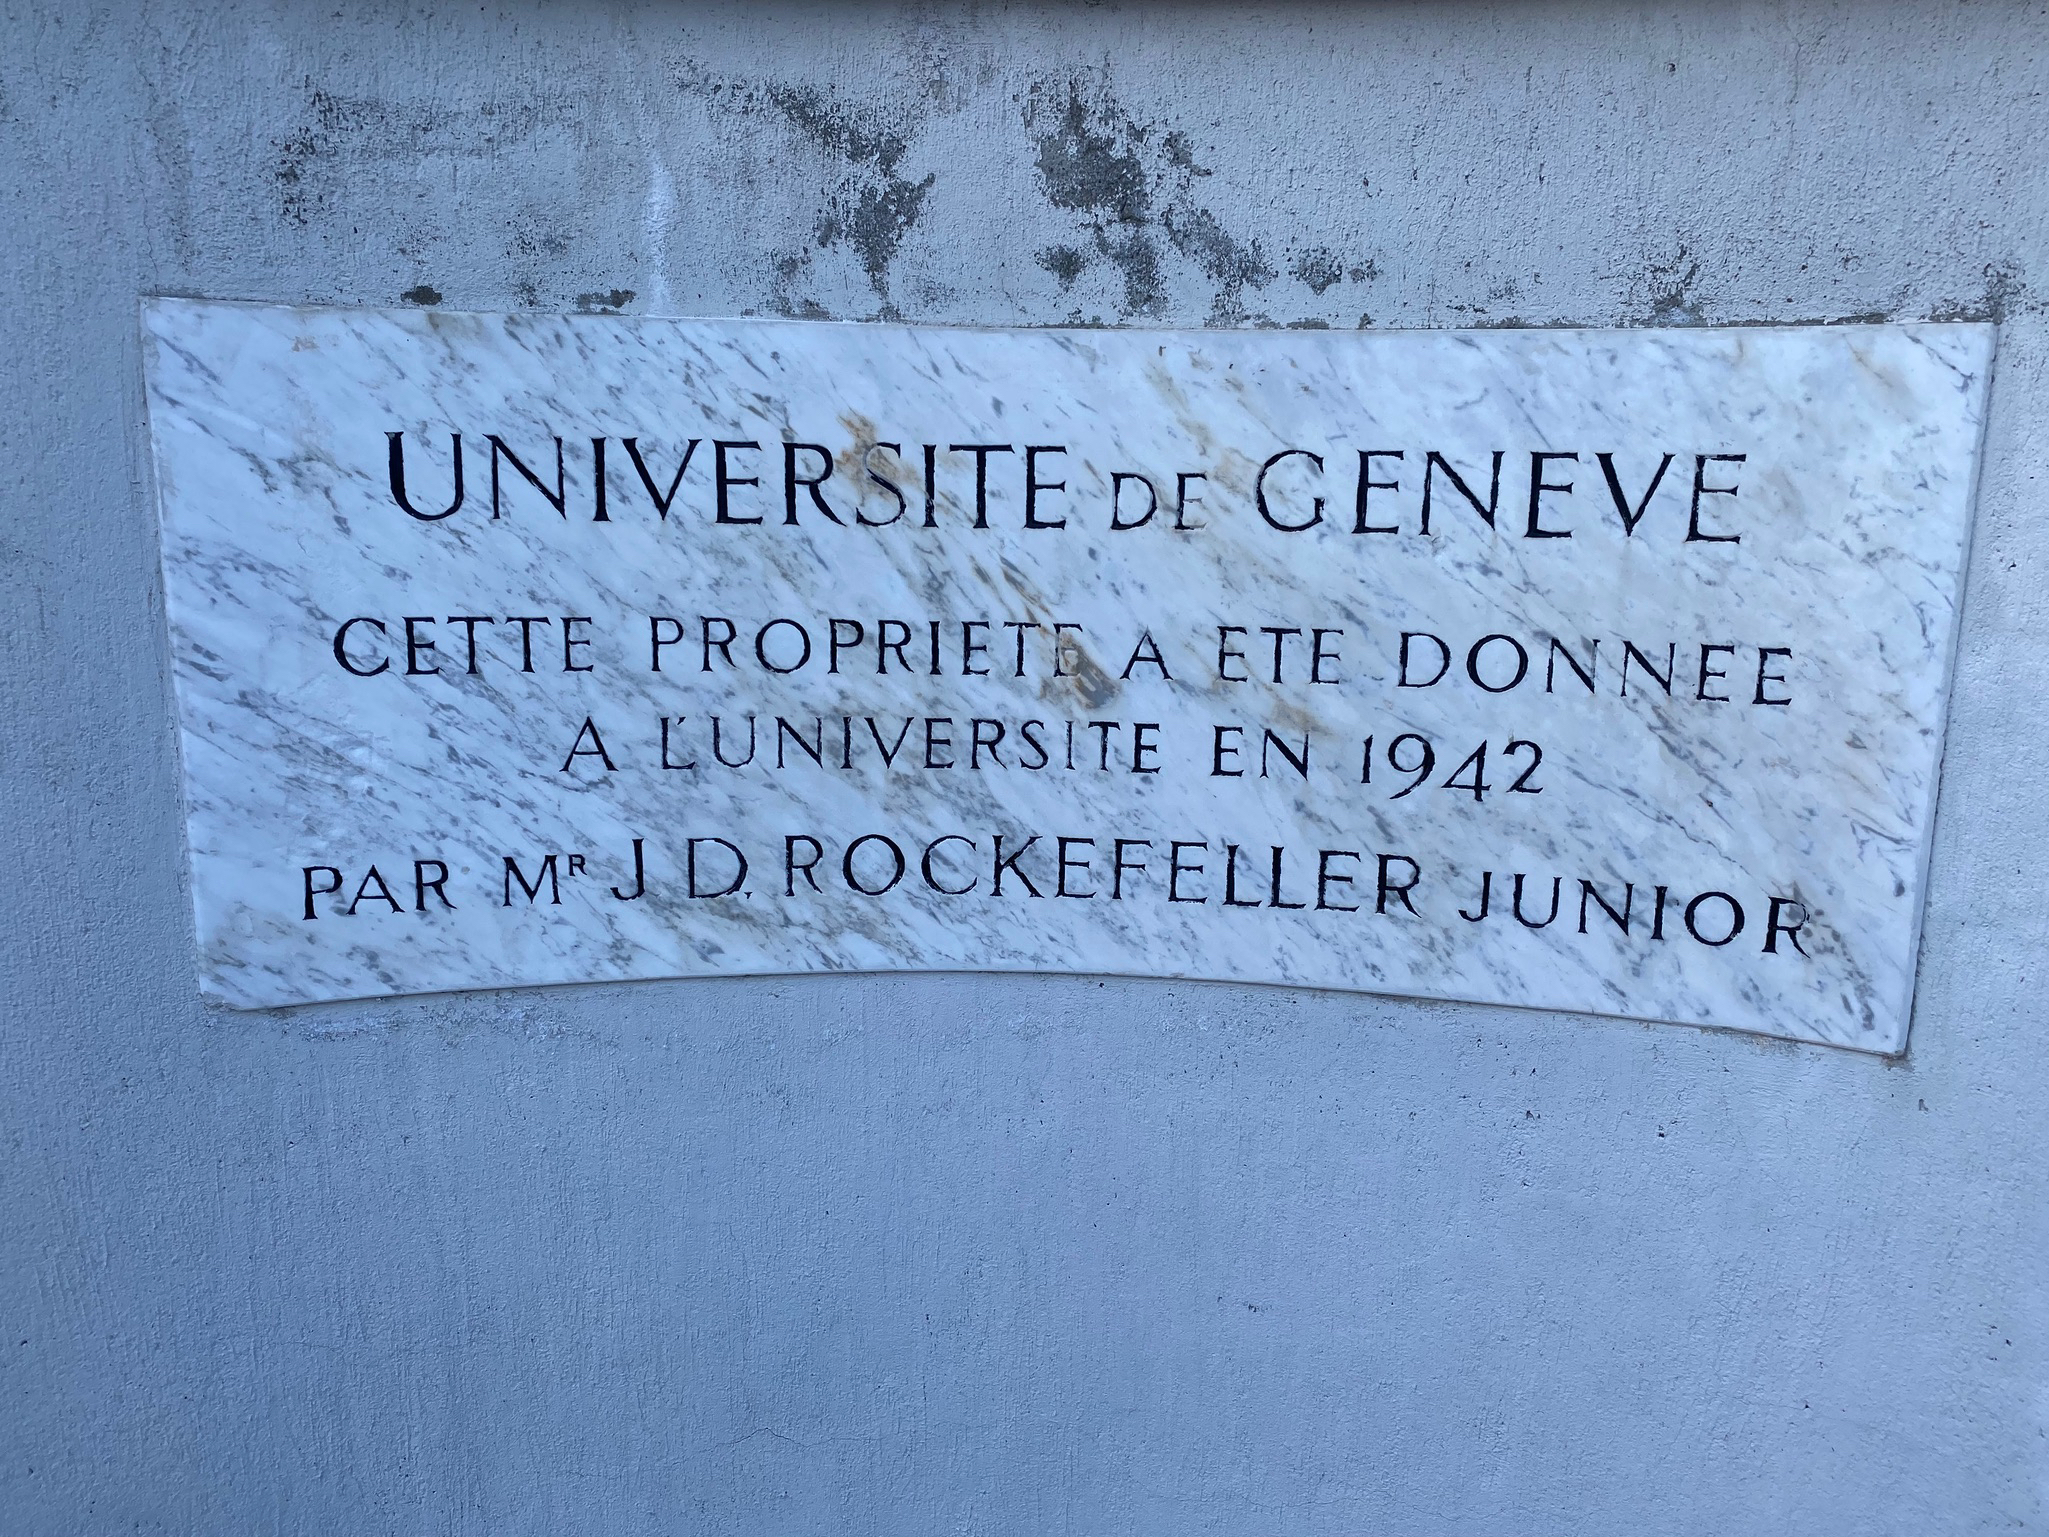 UNIVERSITE DE GENEVE
CETTE PROPRIETE A ETE DONNEE
A L'UNIVERSITE EN 1942
PAR MR J D. ROCKEFELLER JUNIOR